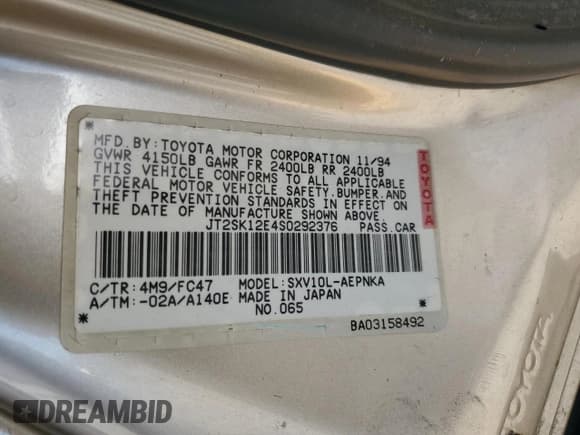 MFD.BY: TOYOTA MOTOR CORPORATION 11/94
GVWR 4150LB GAWR FR 2400LB RR 2400LB
THIS VEHICLE CONFORMS TO ALL APPLICABLE
FEDERAL MOTOR VEHICLE SAFETY,BUMPER,AND
THEFT PREVENTION STANDARDS IN EFFECT ON
THE DATE OF MANUFACTURE SHOWN ABOVE.
JT2SK12E4S0292376 PASS.CAR
TOYOTA
C/TR: 4M9/FC47 MODEL: SXV10L-AEPNKA
A/TM: -02A/A140E MADE IN JAPAN
NO.065
BA03158492
TOYOTA
DREAMBID